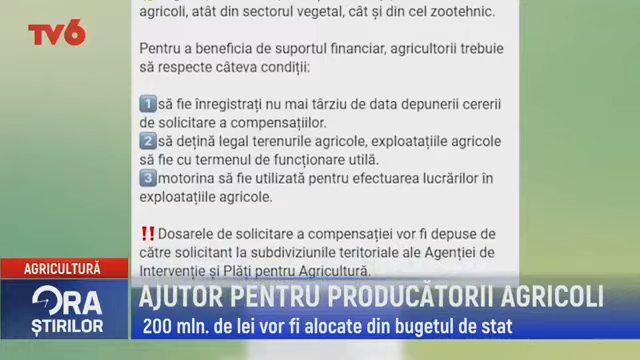 agricoli, atât din sectorul vegetal, cât și din cel zootehnic.
TV6
Pentru a beneficia de suportul financiar, agricultorii trebuie
să respecte câteva condiții:
1 să fie înregistrați nu mai târziu de data depunerii cererii
de solicitare a compensațiilor.
2 să dețină legal terenurile agricole, exploatațiile agricole
să fie cu termenul de funcționare utilă.
3 motorina să fie utilizată pentru efectuarea lucrărilor în
exploatațiile agricole.
‼️Dosarele de solicitare a compensației vor fi depuse de
către solicitant la subdiviziunile teritoriale ale Agenției de
Intervenție și Plăți pentru Agricultură.
AGRICULTURĂ
ORA
ȘTIRILOR
AJUTOR PENTRU PRODUCĂTORII AGRICOLI
200 mln. de lei vor fi alocate din bugetul de stat